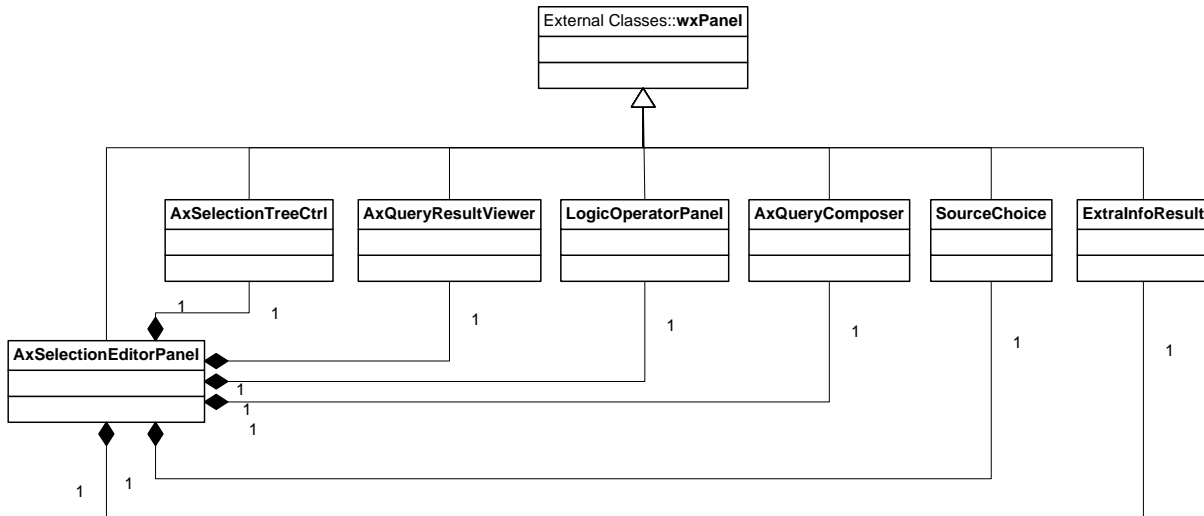 External Classes::wxPanel
AxSelectionTreeCtrl
AxQueryResultViewer
LogicOperatorPanel
AxQueryComposer
SourceChoice
ExtraInfoResult
1
1
1
1
1
1
1
AxSelectionEditorPanel
1
1
1
1
1